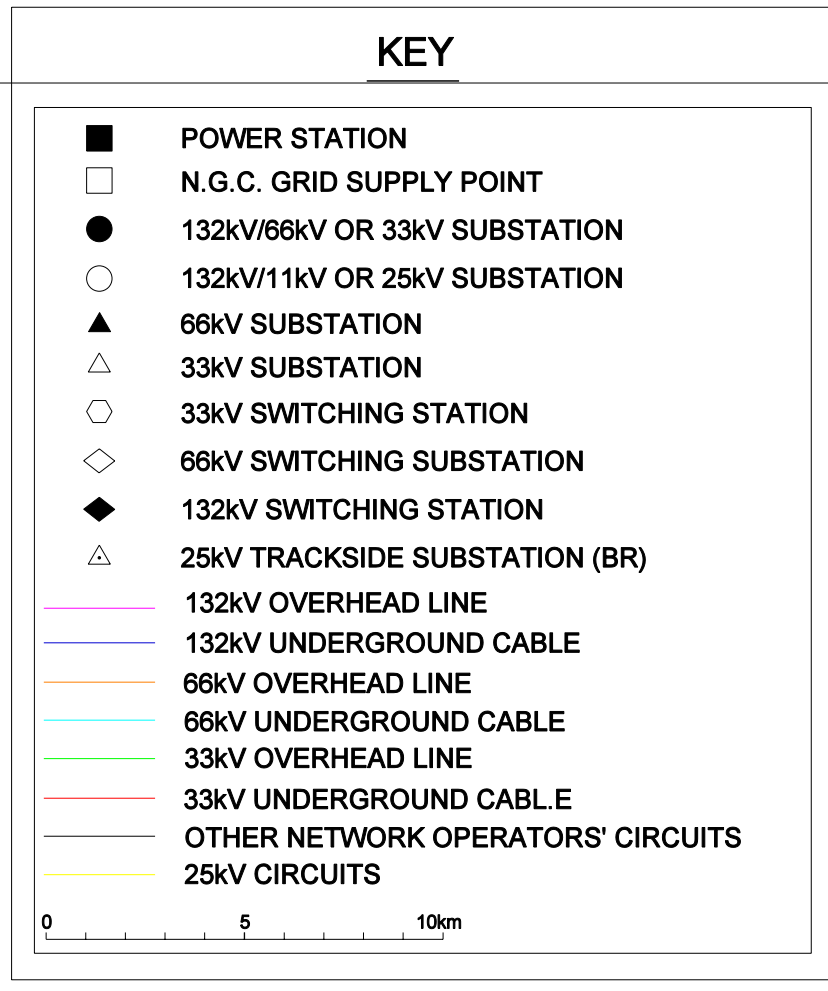 KEY
POWER STATION
N.G.C. GRID SUPPLY POINT
132kV/66kV OR 33kV SUBSTATION
132kV/11kV OR 25kV SUBSTATION
66kV SUBSTATION
33kV SUBSTATION
33kV SWITCHING STATION
66kV SWITCHING SUBSTATION
132kV SWITCHING STATION
25kV TRACKSIDE SUBSTATION (BR)
132kV OVERHEAD LINE
132kV UNDERGROUND CABLE
66kV OVERHEAD LINE
66kV UNDERGROUND CABLE
33kV OVERHEAD LINE
33kV UNDERGROUND CABL.E
OTHER NETWORK OPERATORS' CIRCUITS
25kV CIRCUITS
0 5 10km